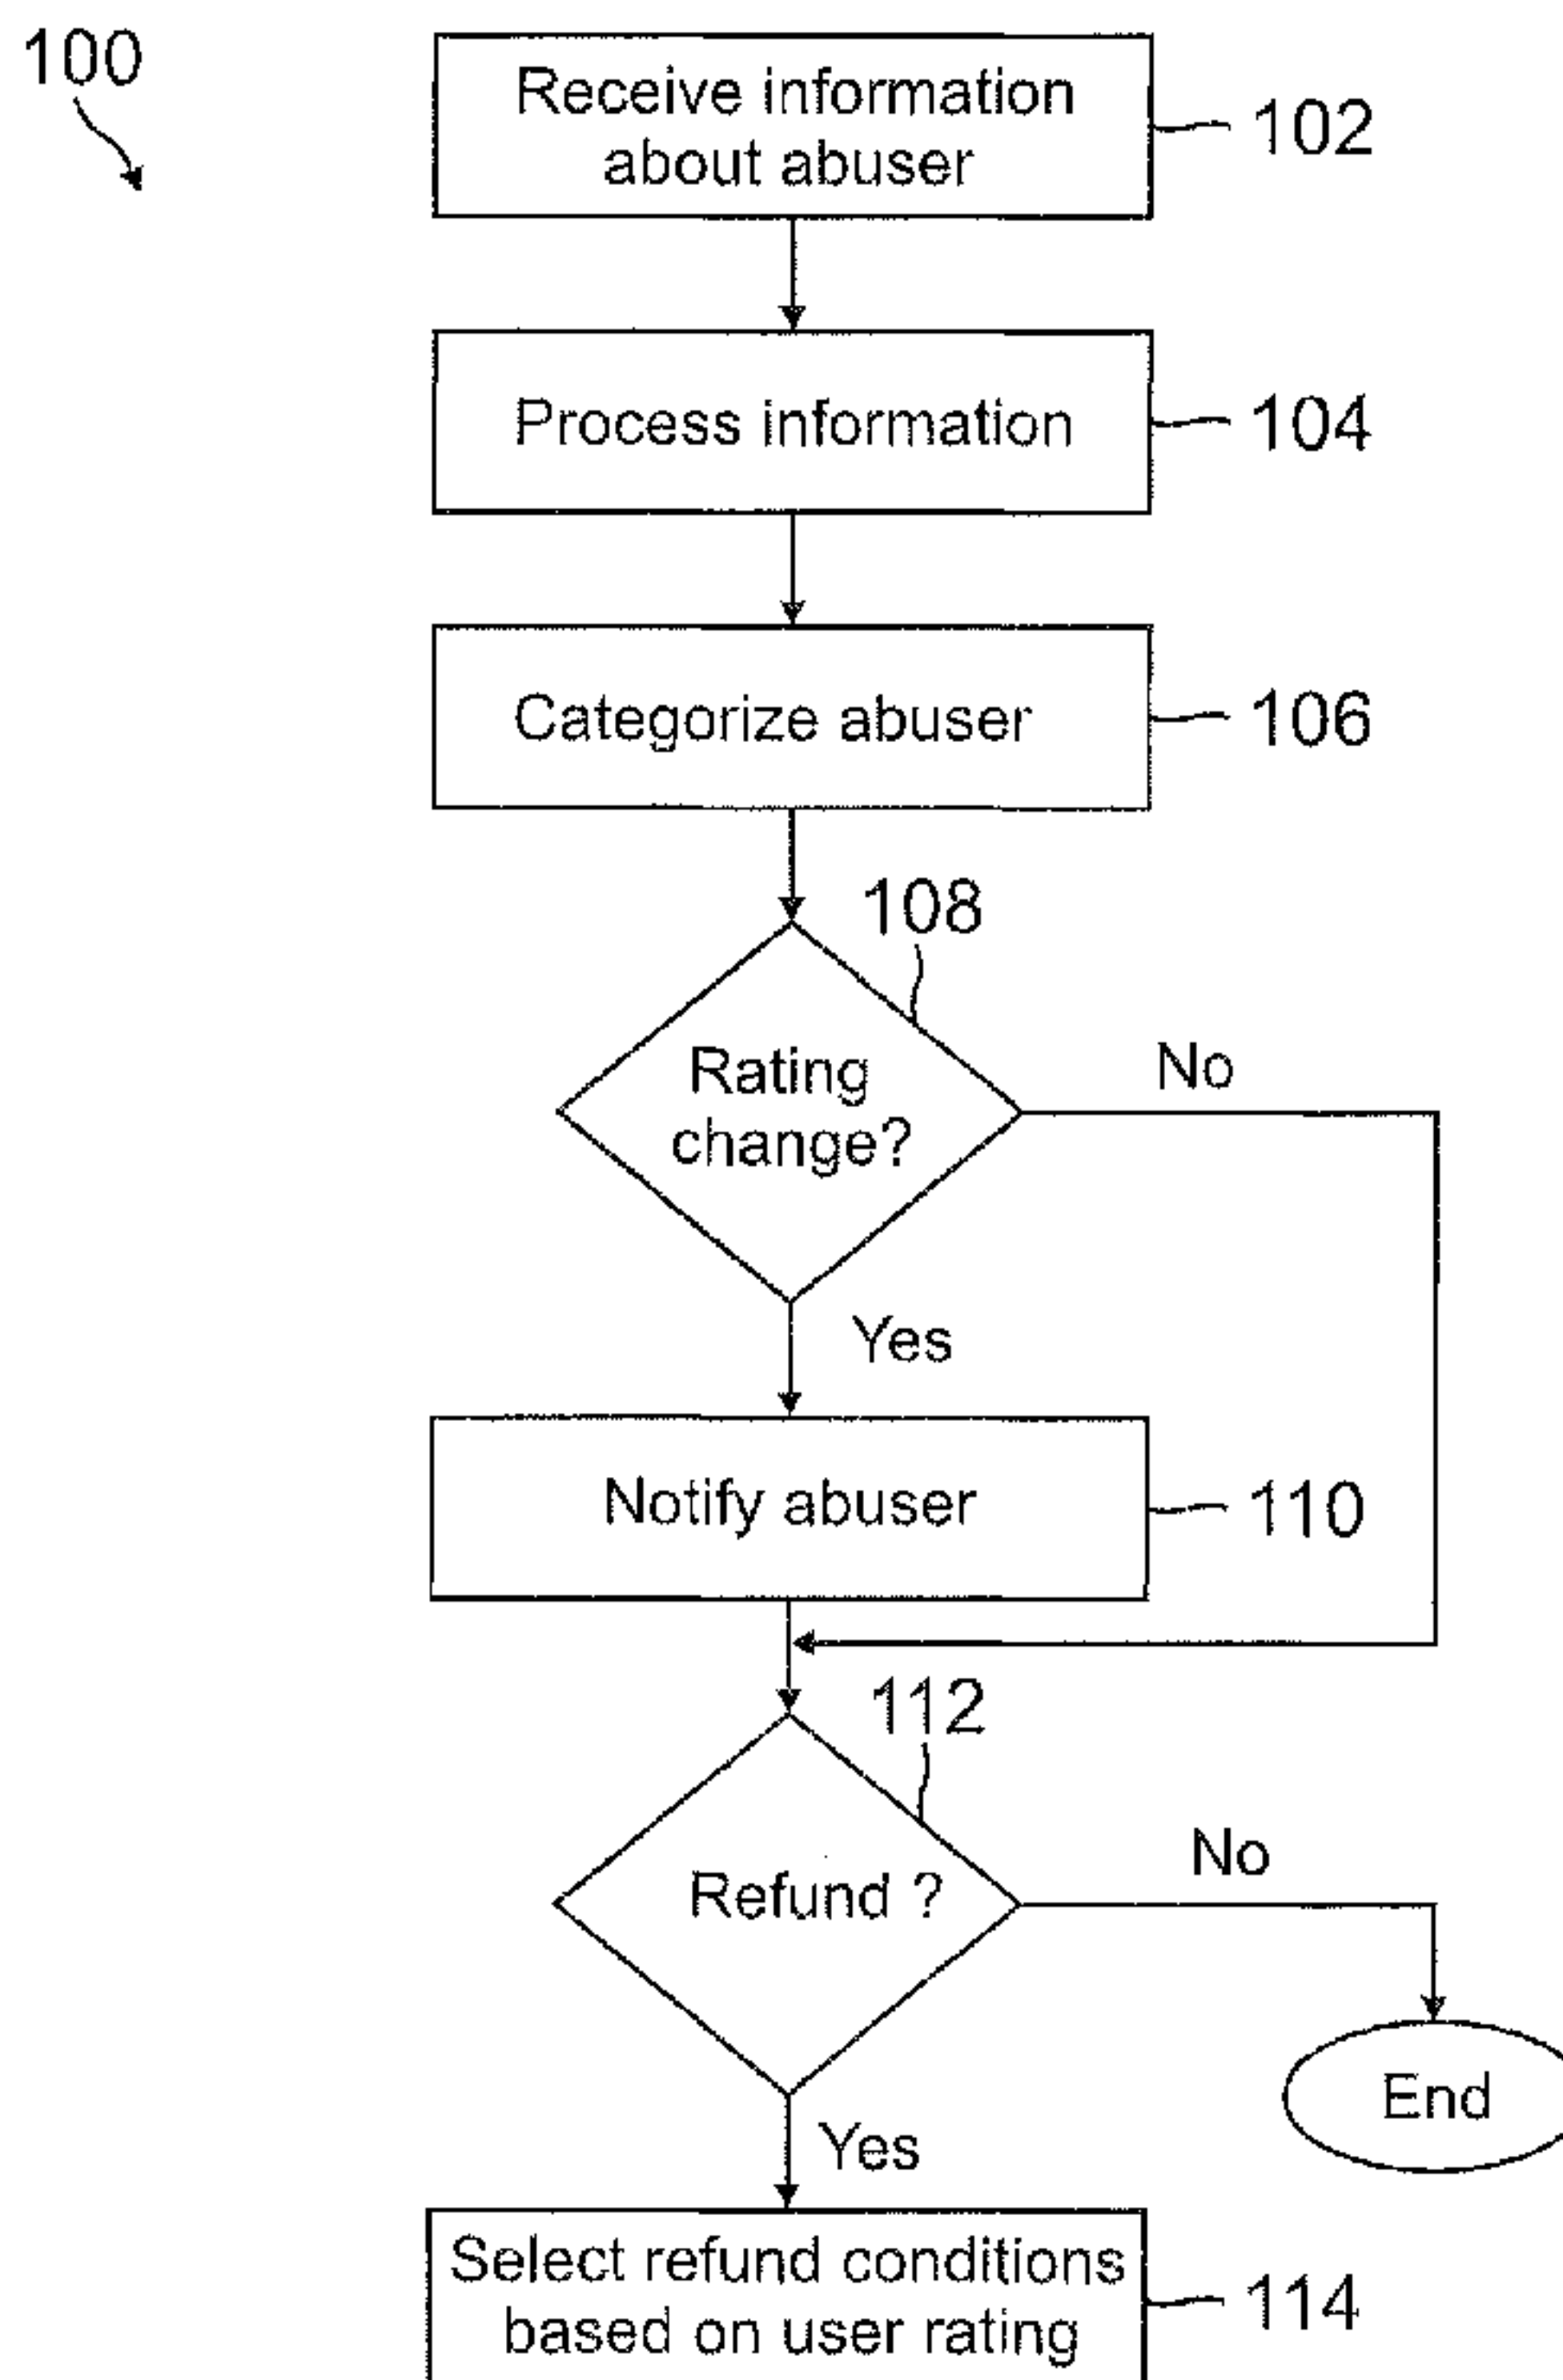 100
Receive information
about abuser
102
Process information
104
Categorize abuser
106
108
Rating
change?
No
Yes
Notify abuser
110
112
Refund ?
No
End
Yes
Select refund conditions
based on user rating
114